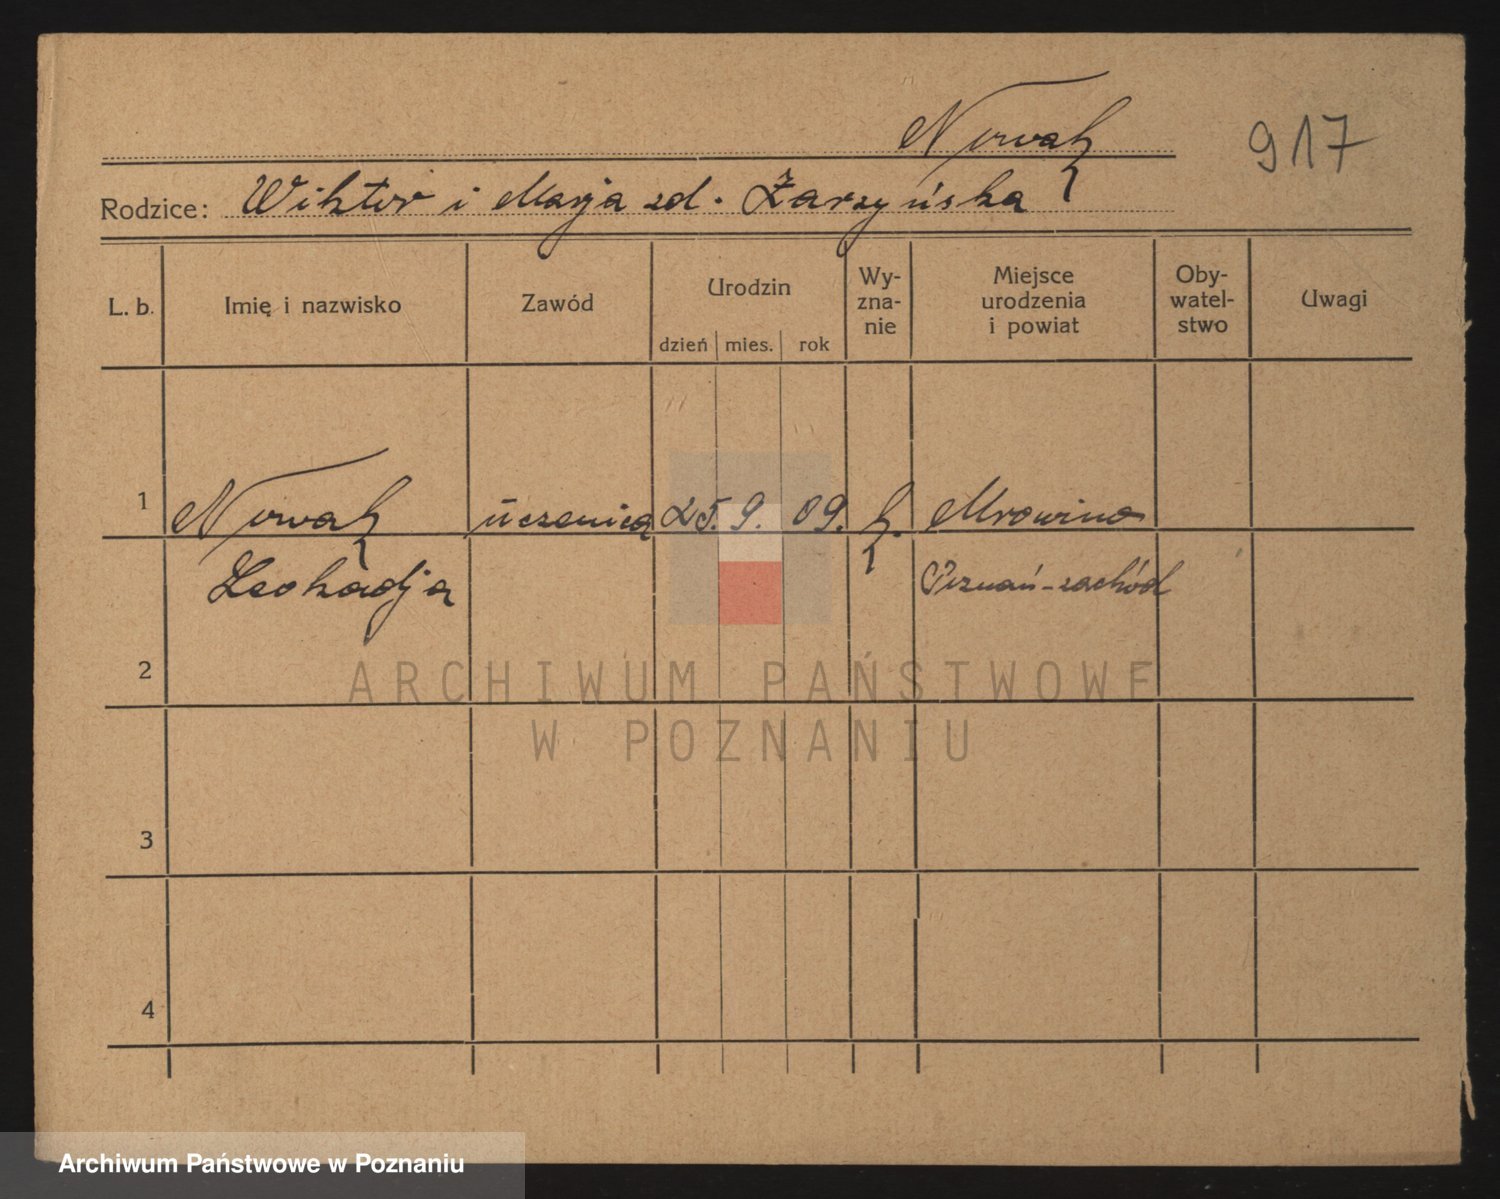 Nowak 917
Rodzice: Wiktor i Marja zd. Żarzyńska
L. b. Imię i nazwisko Zawód Urodzin dzień mies. rok Wy-zna-nie Miejsce urodzenia i powiat Oby-watel-stwo Uwagi
1 Nowak uczenica 25. 9. 09. k. Mrowino
Leokadja Poznań-zachód
2
ARCHIWUM PAŃSTWOWE
W POZNANIU
3
4
Archiwum Państwowe w Poznaniu